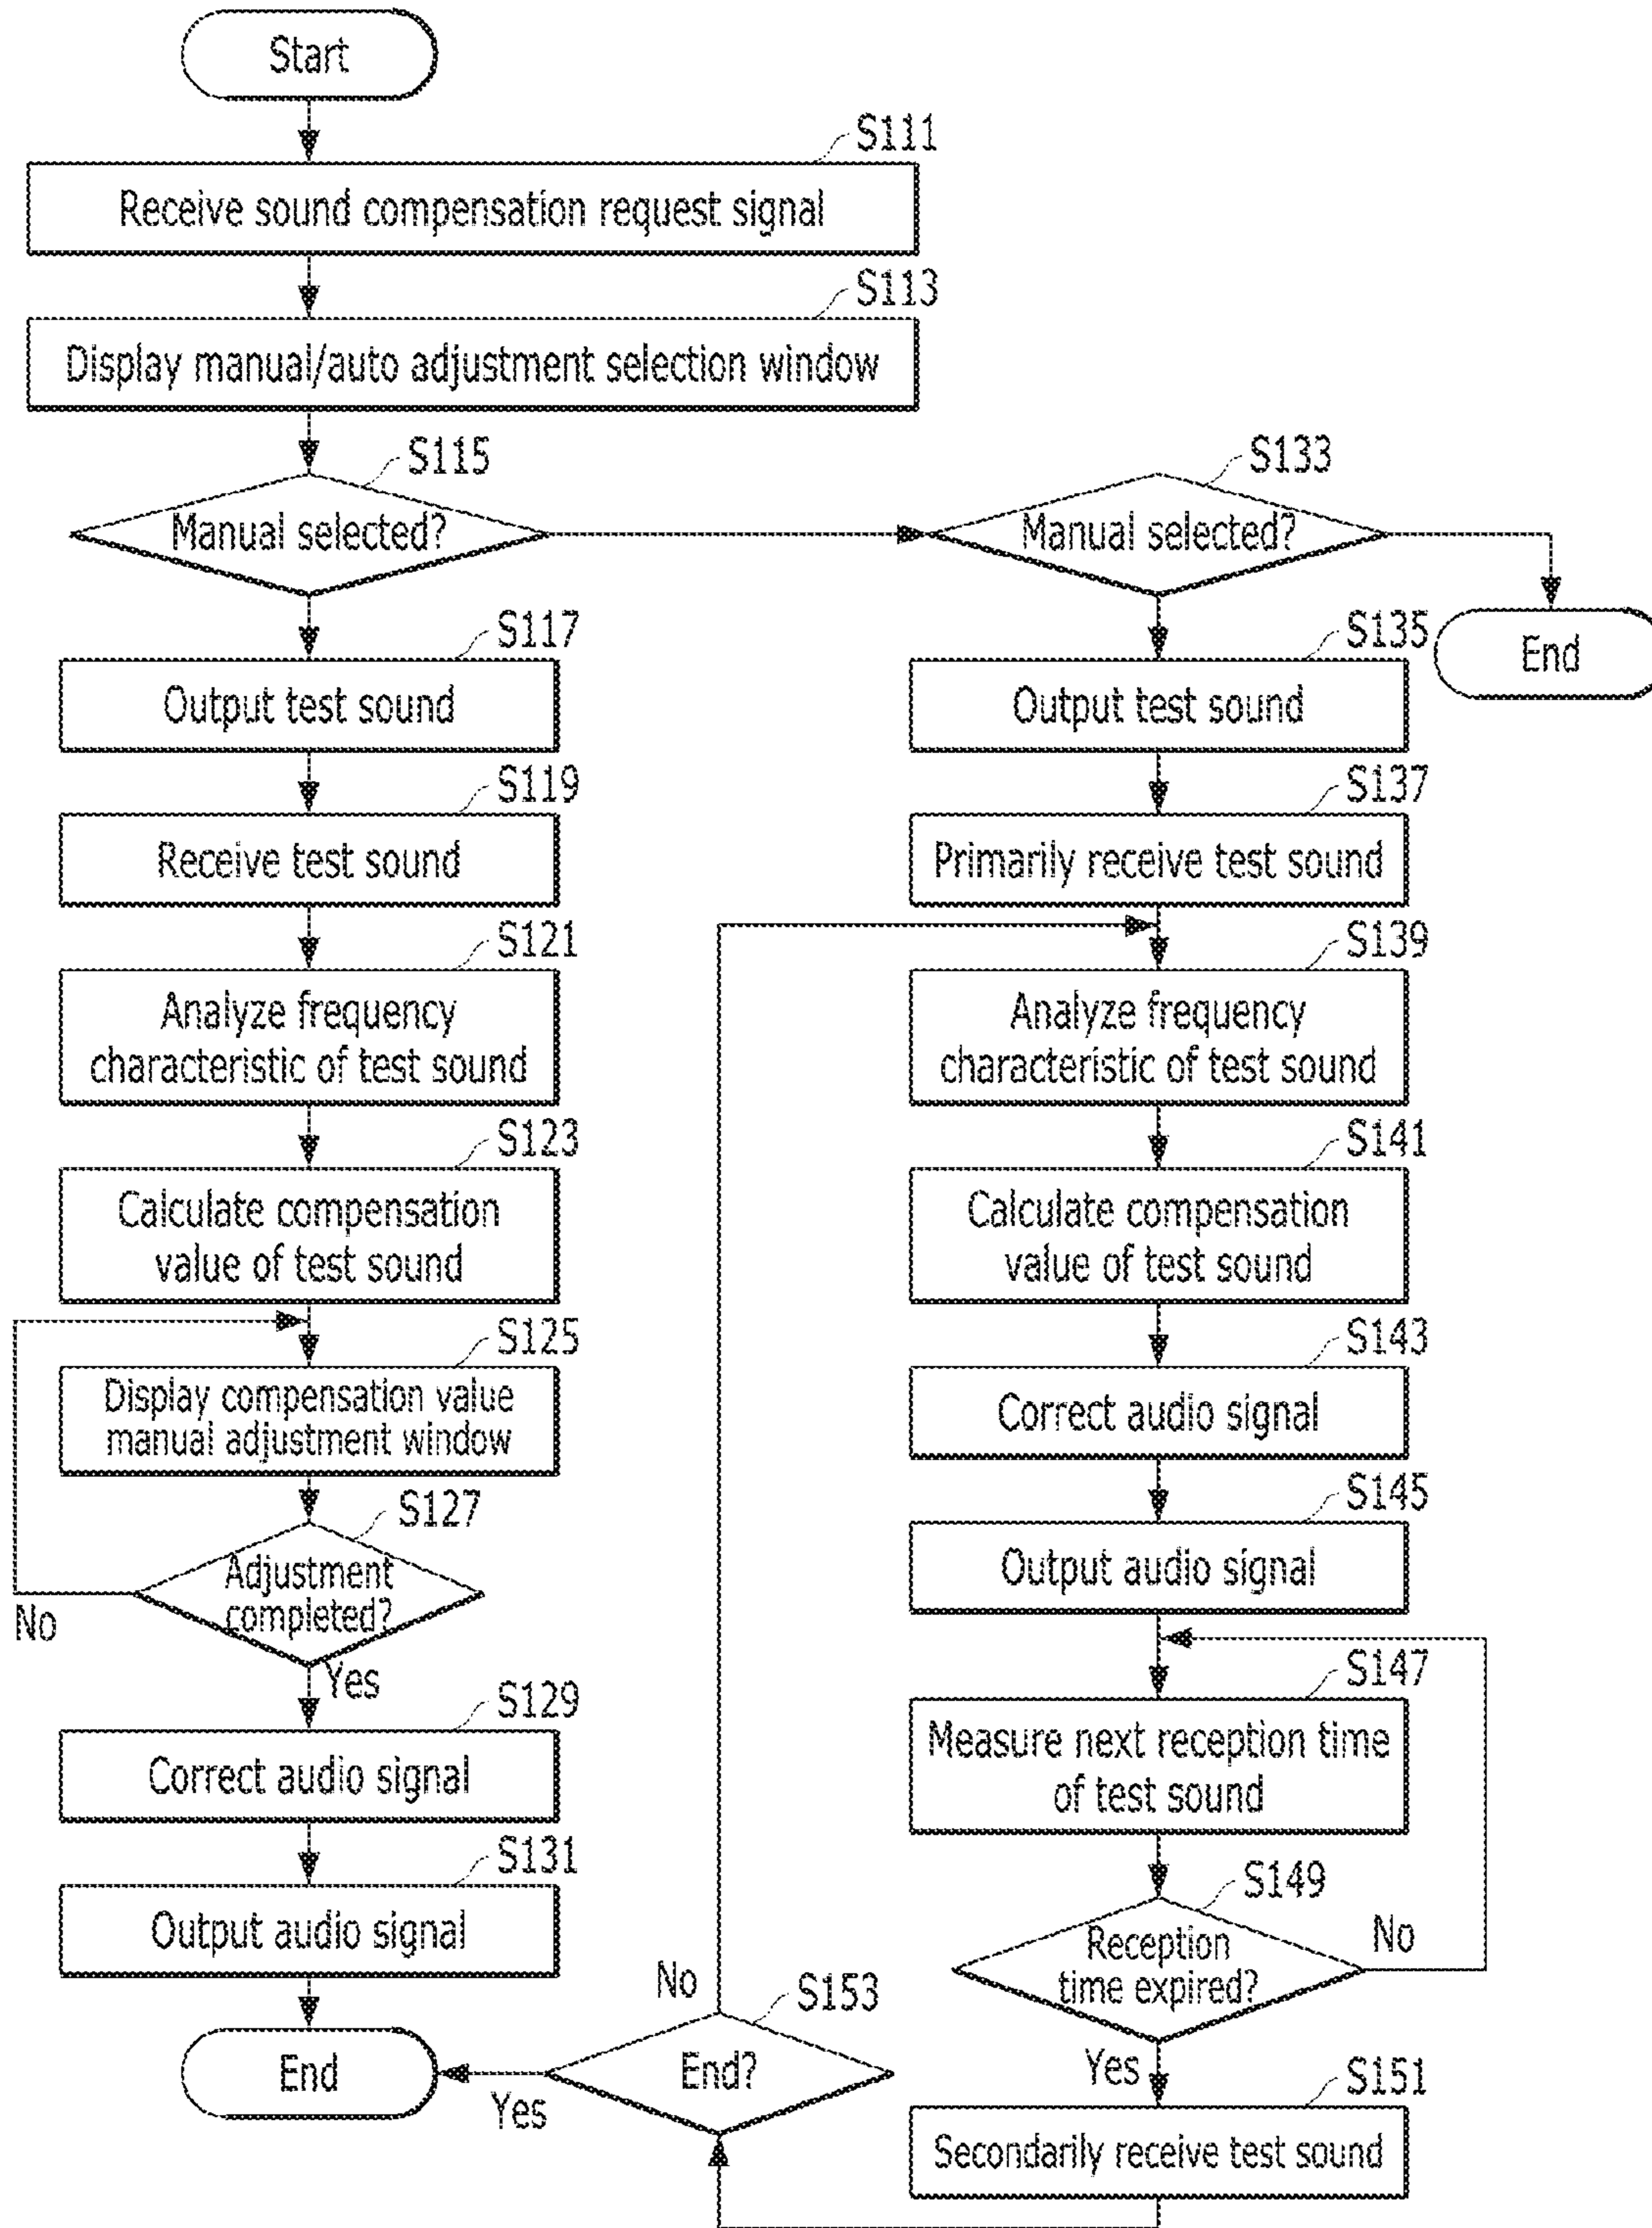 Start
S111
Receive sound compensation request signal
S113
Display manual/auto adjustment selection window
S115
Manual selected?
S117
Output test sound
S119
Receive test sound
S121
Analyze frequency
characteristic of test sound
S123
Calculate compensation
value of test sound
S125
Display compensation value
manual adjustment window
S127
Adjustment
completed?
No
Yes
S129
Correct audio signal
S131
Output audio signal
End
S133
Manual selected?
End
S135
Output test sound
S137
Primarily receive test sound
S139
Analyze frequency
characteristic of test sound
S141
Calculate compensation
value of test sound
S143
Correct audio signal
S145
Output audio signal
S147
Measure next reception time
of test sound
S149
Reception
time expired?
No
Yes
S151
Secondarily receive test sound
S153
End?
No
Yes